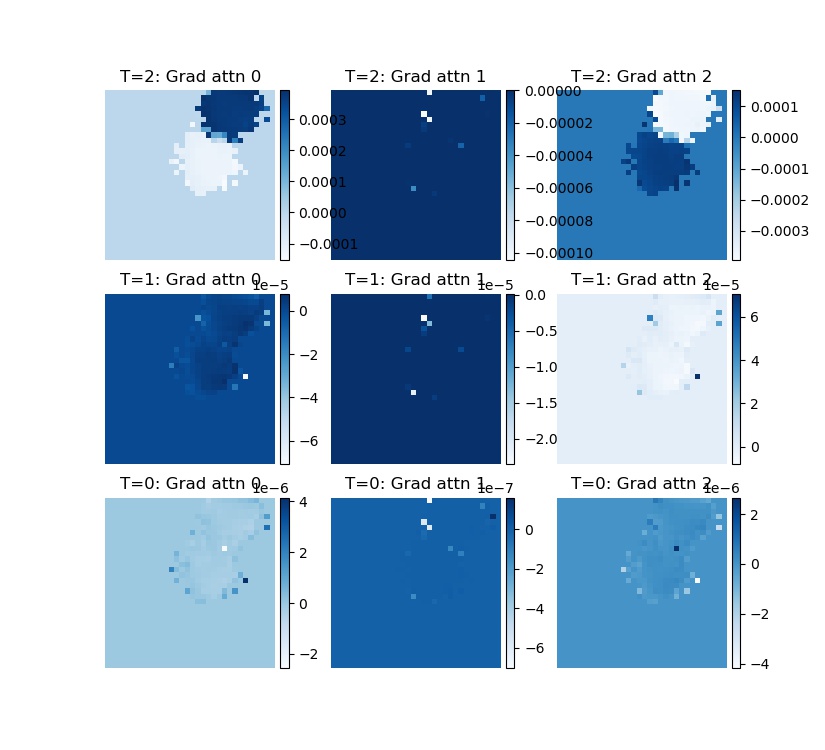 T=2: Grad attn 0
0.0003
0.0002
0.0001
0.0000
−0.0001
T=2: Grad attn 1
0.00000
−0.00002
−0.00004
−0.00006
−0.00008
−0.00010
T=2: Grad attn 2
0.0001
0.0000
−0.0001
−0.0002
−0.0003
T=1: Grad attn 0
1e−5
0
−2
−4
−6
T=1: Grad attn 1
1e−5
0.0
−0.5
−1.0
−1.5
−2.0
T=1: Grad attn 2
1e−5
6
4
2
0
T=0: Grad attn 0
1e−6
4
2
0
−2
T=0: Grad attn 1
1e−7
0
−2
−4
−6
T=0: Grad attn 2
1e−6
2
0
−2
−4